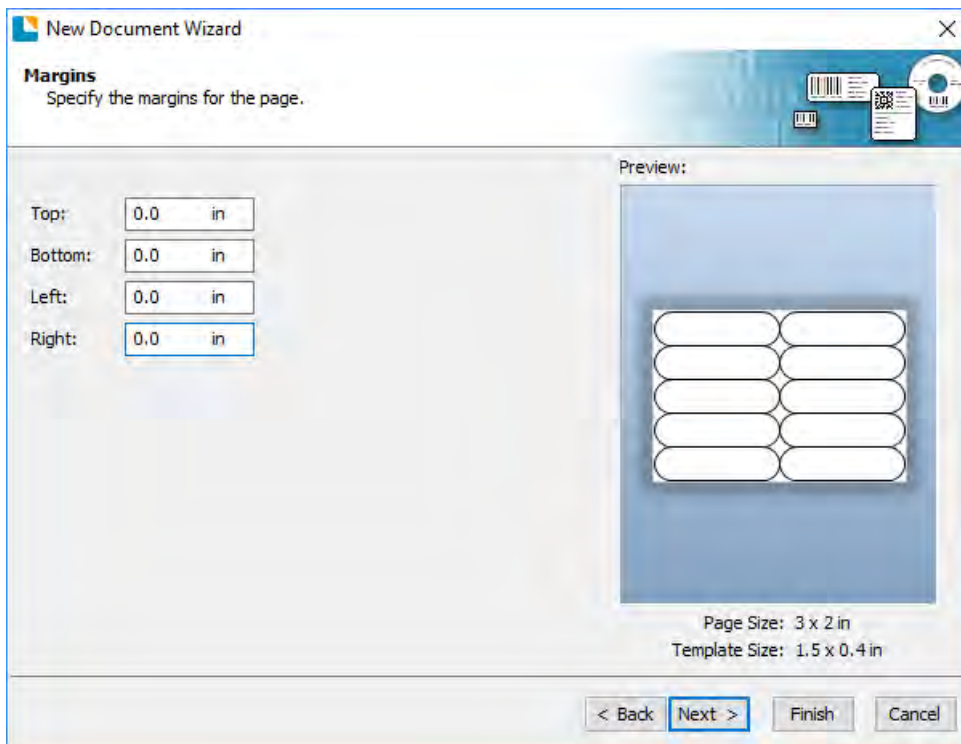 New Document Wizard
Margins
Specify the margins for the page.
Preview:
Top: 0.0 in
Bottom: 0.0 in
Left: 0.0 in
Right: 0.0 in
Page Size: 3 x 2 in
Template Size: 1.5 x 0.4 in
< Back Next > Finish Cancel